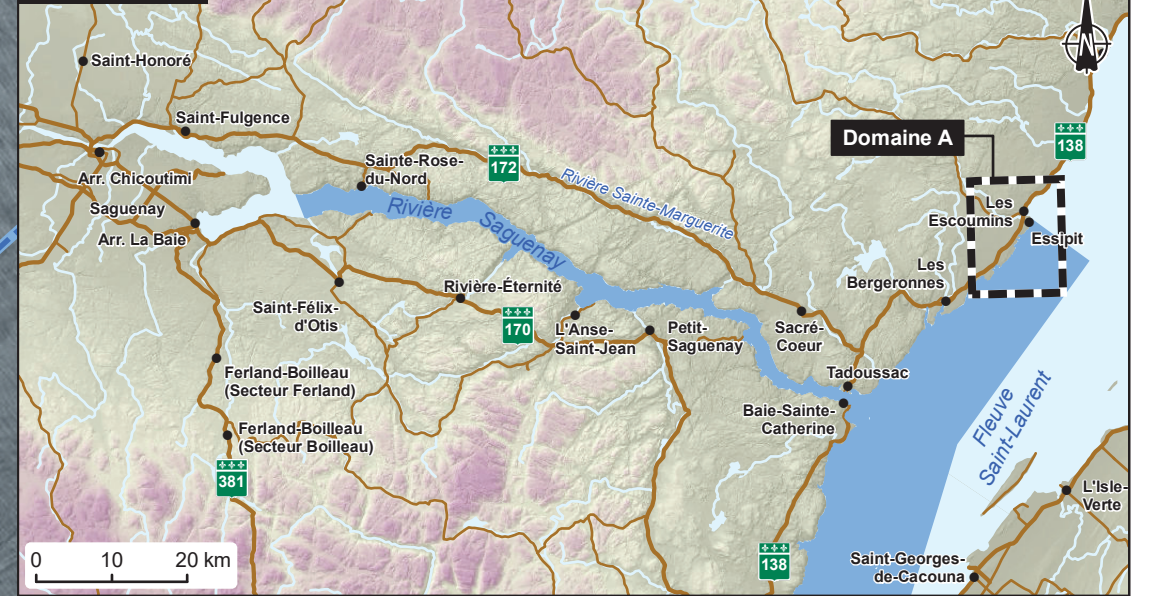 N
Saint-Honoré
Saint-Fulgence
Domaine A
138
Arr. Chicoutimi
Sainte-Rose-
du-Nord
172
Rivière Sainte-Marguerite
Saguenay
Arr. La Baie
Rivière Saguenay
Les
Escoumins
Essipit
Les
Bergeronnes
Saint-Félix-
d'Otis
Rivière-Éternité
170
L'Anse-
Saint-Jean
Petit-
Saguenay
Sacré-
Coeur
Ferland-Boilleau
(Secteur Ferland)
Tadoussac
Baie-Sainte-
Catherine
Fleuve
Saint-Laurent
Ferland-Boilleau
(Secteur Boilleau)
381
L'Isle-
Verte
138
Saint-Georges-
de-Cacouna
0 10 20 km